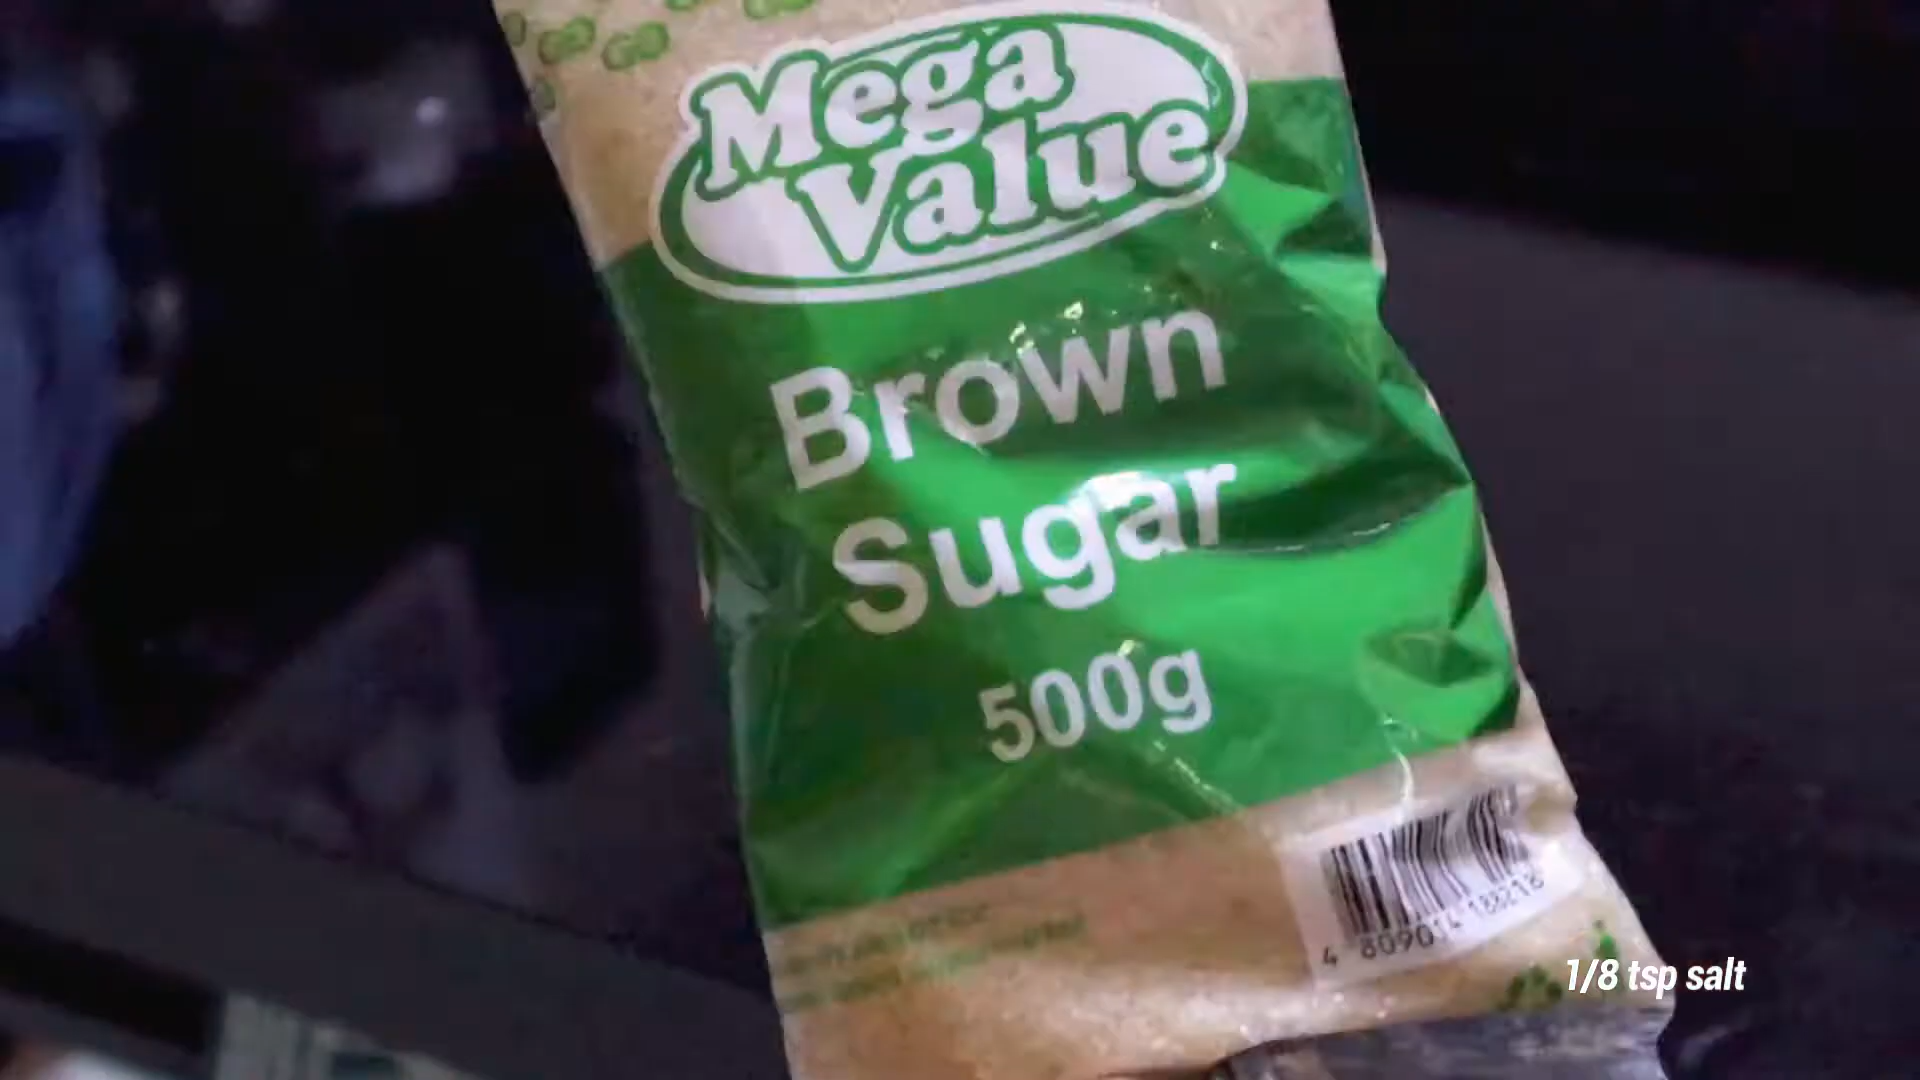 Mega
Value
Brown
Sugar
500g
4 809014 188218
1/8 tsp salt